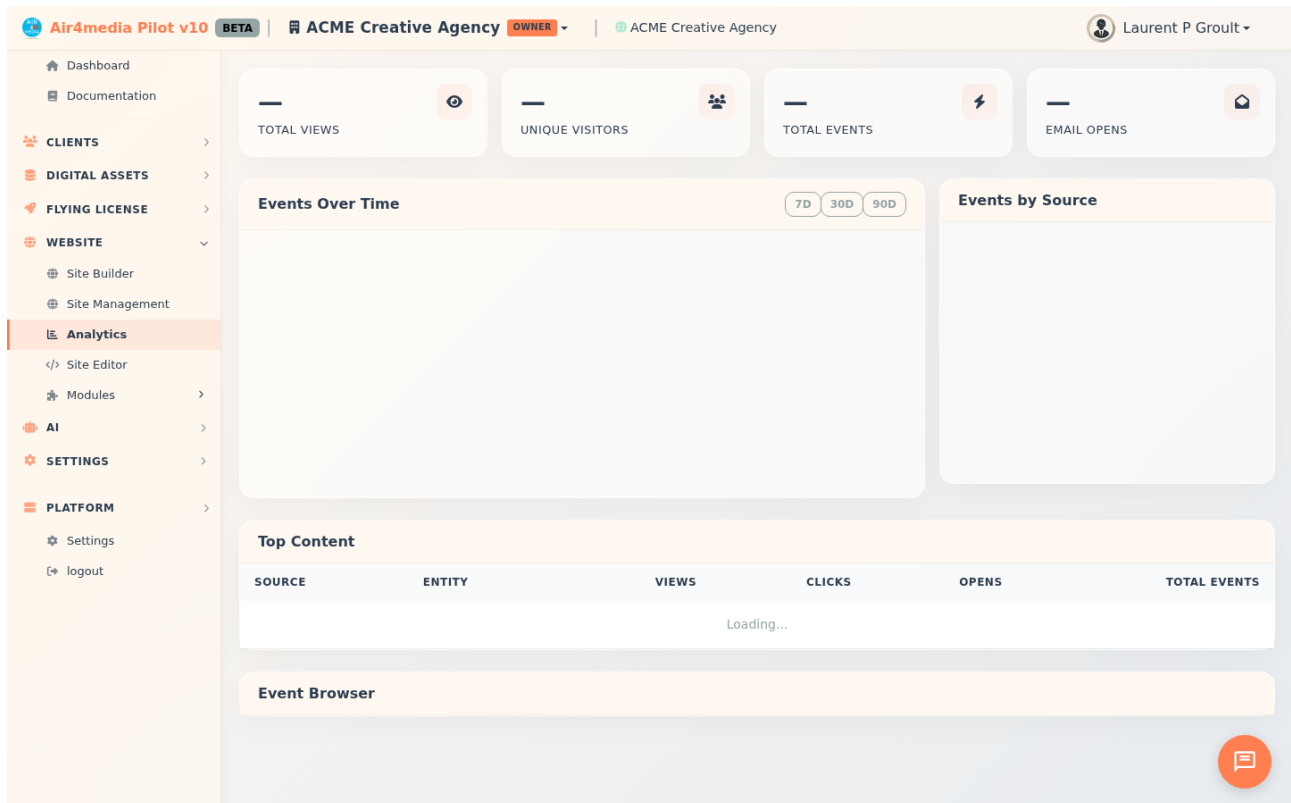 Air4media Pilot v10 BETA | ACME Creative Agency OWNER | ACME Creative Agency Laurent P Groult
Dashboard
Documentation
CLIENTS
DIGITAL ASSETS
FLYING LICENSE
WEBSITE
Site Builder
Site Management
Analytics
Site Editor
Modules
AI
SETTINGS
PLATFORM
Settings
logout
—
TOTAL VIEWS
—
UNIQUE VISITORS
—
TOTAL EVENTS
—
EMAIL OPENS
Events Over Time 7D 30D 90D
Events by Source
Top Content
SOURCE ENTITY VIEWS CLICKS OPENS TOTAL EVENTS
Loading...
Event Browser